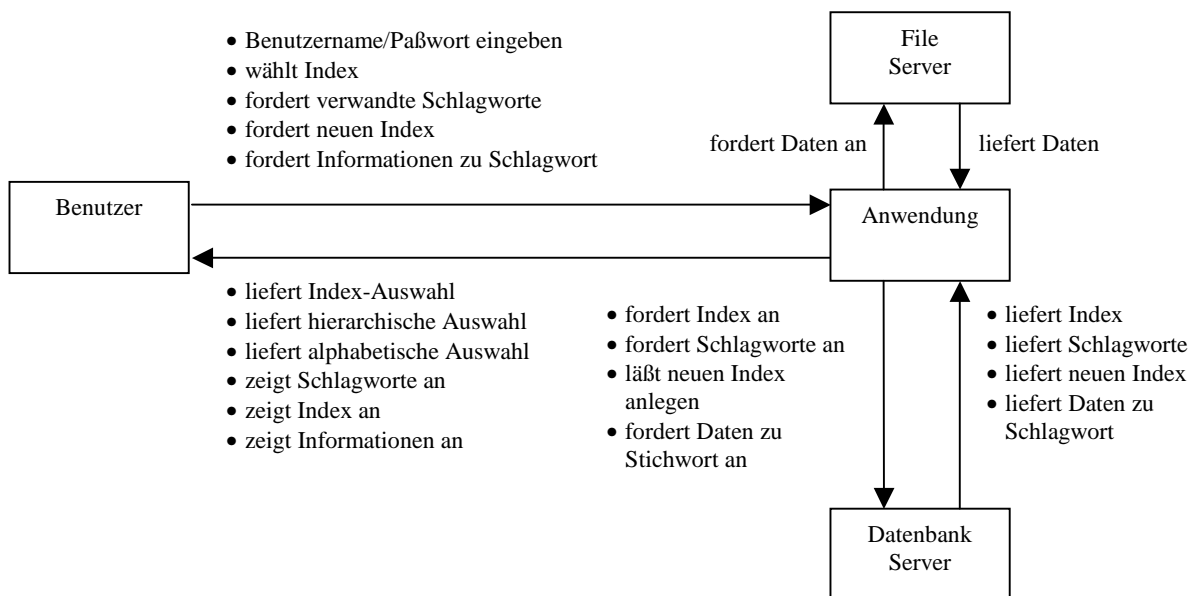 • Benutzername/Paßwort eingeben
• wählt Index
• fordert verwandte Schlagworte
• fordert neuen Index
• fordert Informationen zu Schlagwort
File
Server
fordert Daten an
liefert Daten
Benutzer
Anwendung
• liefert Index-Auswahl
• liefert hierarchische Auswahl
• liefert alphabetische Auswahl
• zeigt Schlagworte an
• zeigt Index an
• zeigt Informationen an
• fordert Index an
• fordert Schlagworte an
• läßt neuen Index
anlegen
• fordert Daten zu
Stichwort an
• liefert Index
• liefert Schlagworte
• liefert neuen Index
• liefert Daten zu
Schlagwort
Datenbank
Server